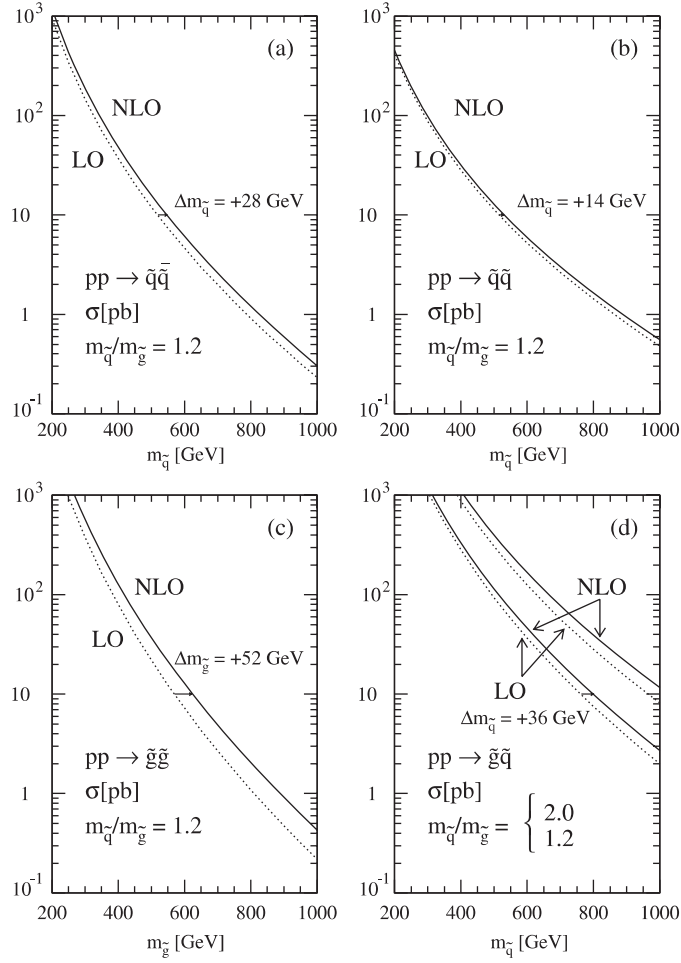 10³
10²
10
1
10⁻¹
(a)
NLO
LO
Δm_q̃ = +28 GeV
pp → q̃q̃̄
σ[pb]
m_q̃/m_g̃ = 1.2
200 400 600 800 1000
m_q̃ [GeV]
10³
10²
10
1
10⁻¹
(b)
NLO
LO
Δm_q̃ = +14 GeV
pp → q̃q̃
σ[pb]
m_q̃/m_g̃ = 1.2
200 400 600 800 1000
m_q̃ [GeV]
10³
10²
10
1
10⁻¹
(c)
NLO
LO
Δm_g̃ = +52 GeV
pp → g̃g̃
σ[pb]
m_q̃/m_g̃ = 1.2
200 400 600 800 1000
m_g̃ [GeV]
10³
10²
10
1
10⁻¹
(d)
NLO
LO
Δm_q̃ = +36 GeV
pp → g̃q̃
σ[pb]
m_q̃/m_g̃ = { 2.0
1.2
200 400 600 800 1000
m_q̃ [GeV]